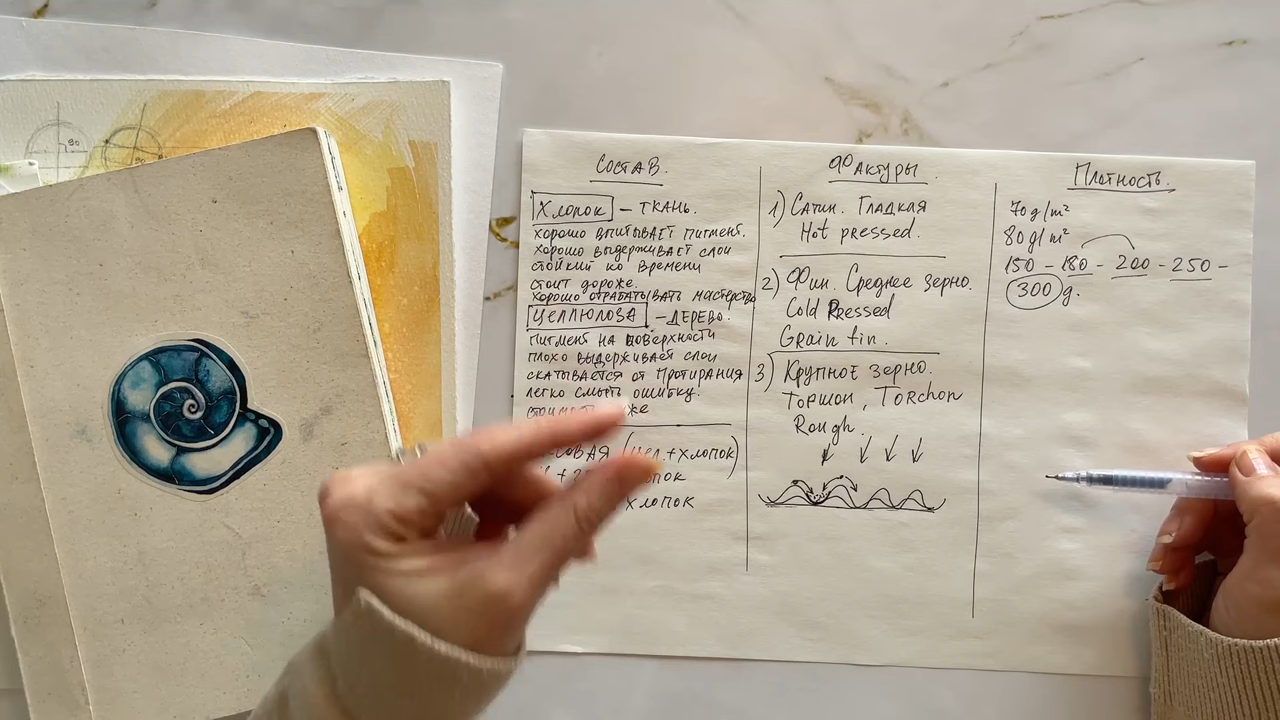 Состав.
Хлопок – ткань.
хорошо впитывает пигмент.
хорошо выдерживает слои
стойкий ко времени
стоит дороже.
хорошо отрабатывать мастерство
Целлюлоза – дерево.
пигмент на поверхности
плохо выдерживает слои
скатывается от протирания
легко смыть ошибку.
(цел.+хлопок)
хлопок
Фактуры.
1) Сатин. Гладкая
Hot pressed.
2) Фин. Среднее зерно.
Cold Pressed
Grain fin.
3) Крупное зерно.
Торшон, Torchon
Rough.
Плотность.
70 g/m²
80 g/m²
150 – 180 – 200 – 250 –
300 g.
90